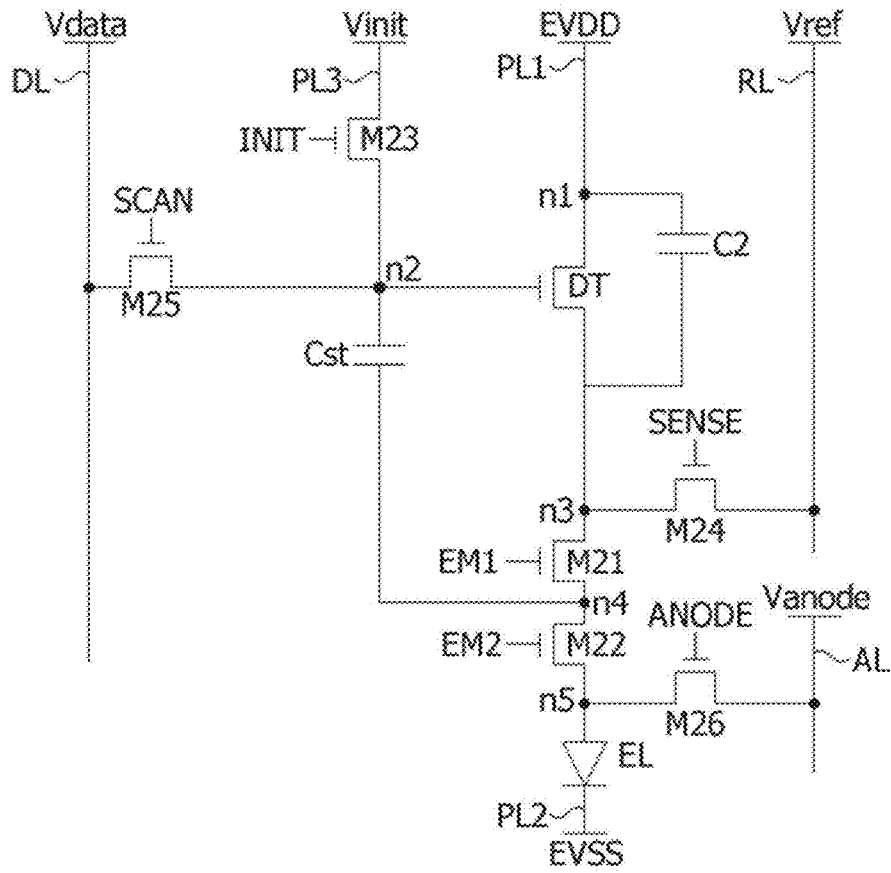 Vdata Vinit EVDD Vref
DL PL3 PL1 RL
INIT M23
SCAN n1
n2 DT C2
M25
Cst
SENSE
n3
M24
EM1 M21
n4 Vanode
ANODE
EM2 M22 AL
n5
M26
EL
PL2
EVSS